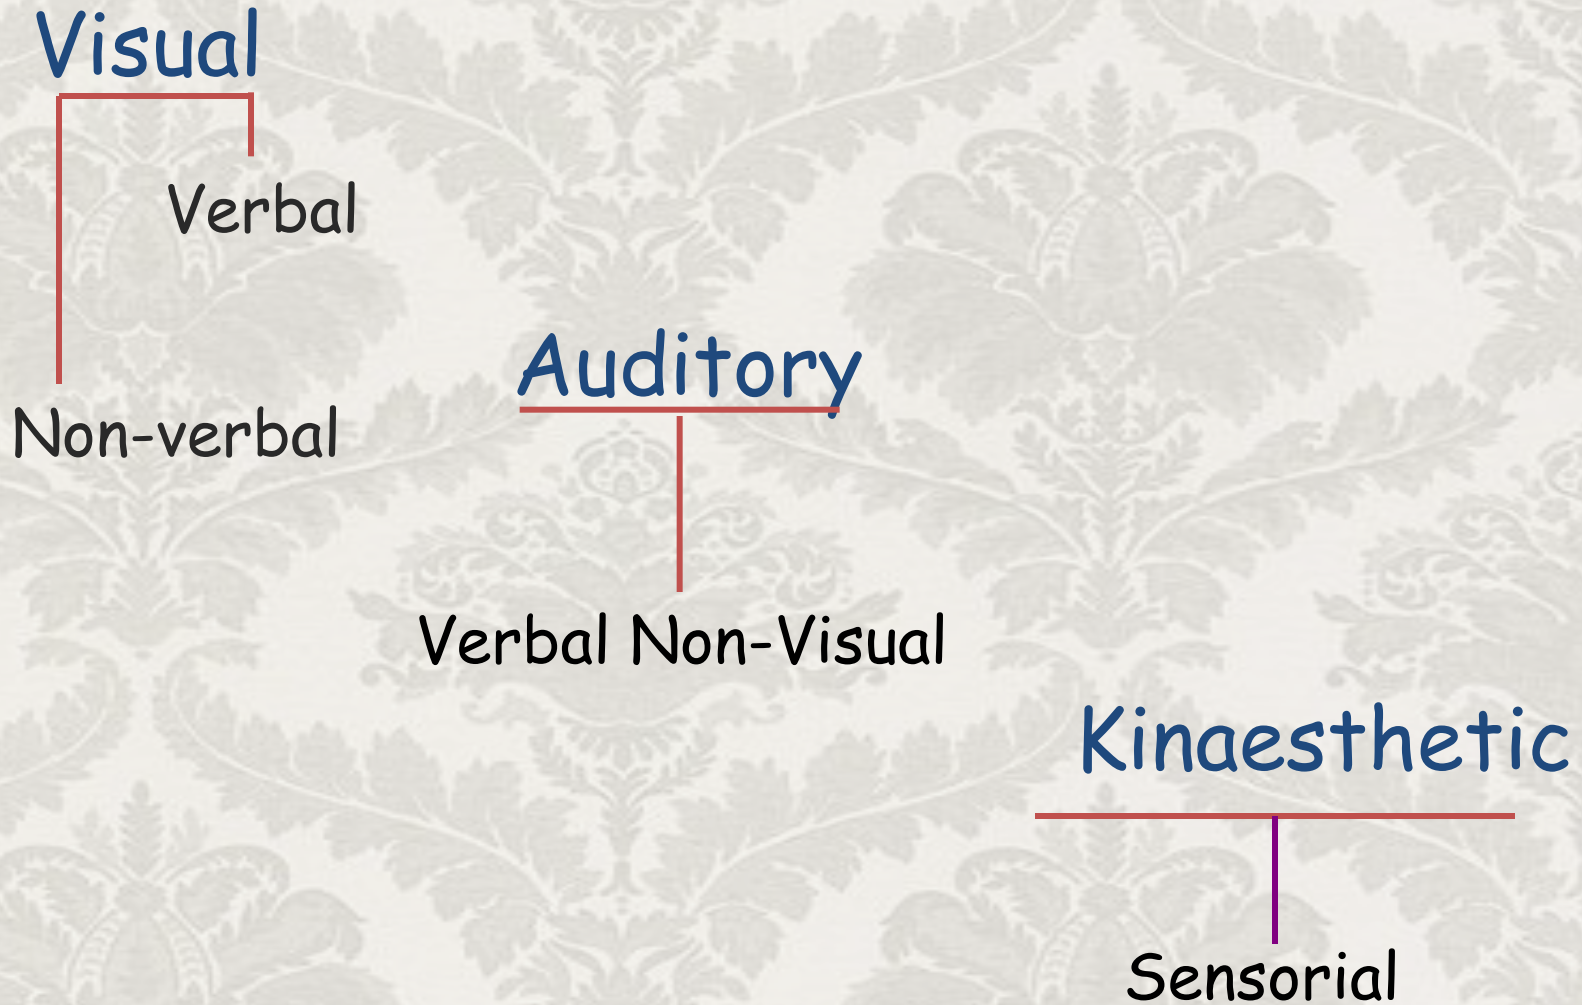 Visual
Verbal
Non-verbal
Auditory
Verbal Non-Visual
Kinaesthetic
Sensorial